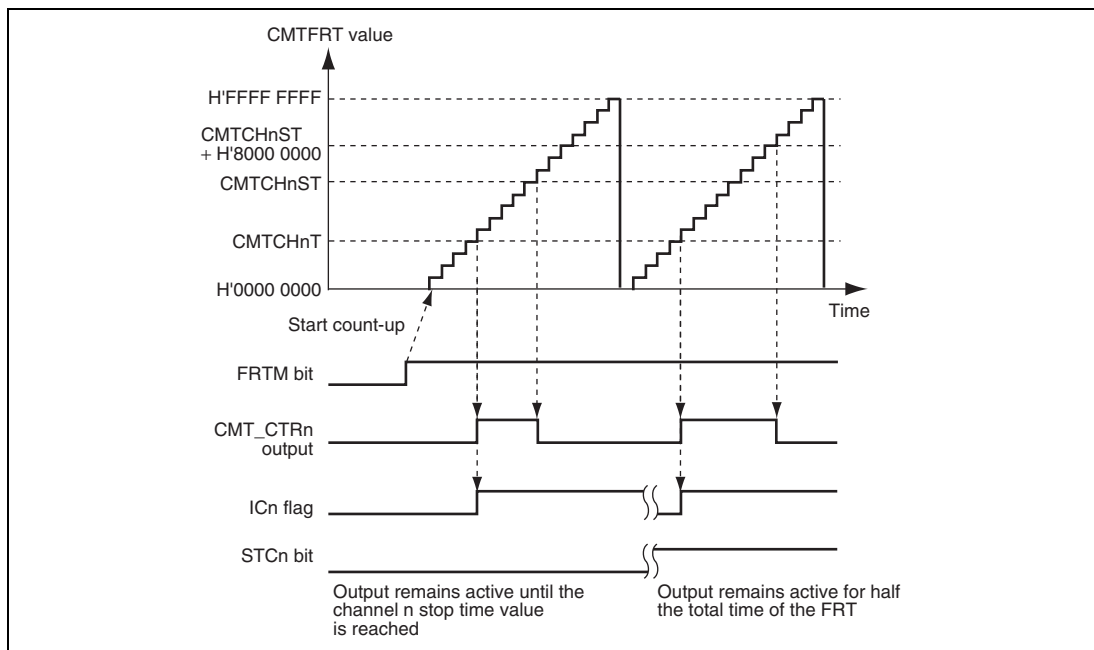 CMTFRT value
H'FFFF FFFF
CMTCHnST
+ H'8000 0000
CMTCHnST
CMTCHnT
H'0000 0000
Time
Start count-up
FRTM bit
CMT_CTRn
output
ICn flag
STCn bit
Output remains active until the
channel n stop time value
is reached
Output remains active for half
the total time of the FRT